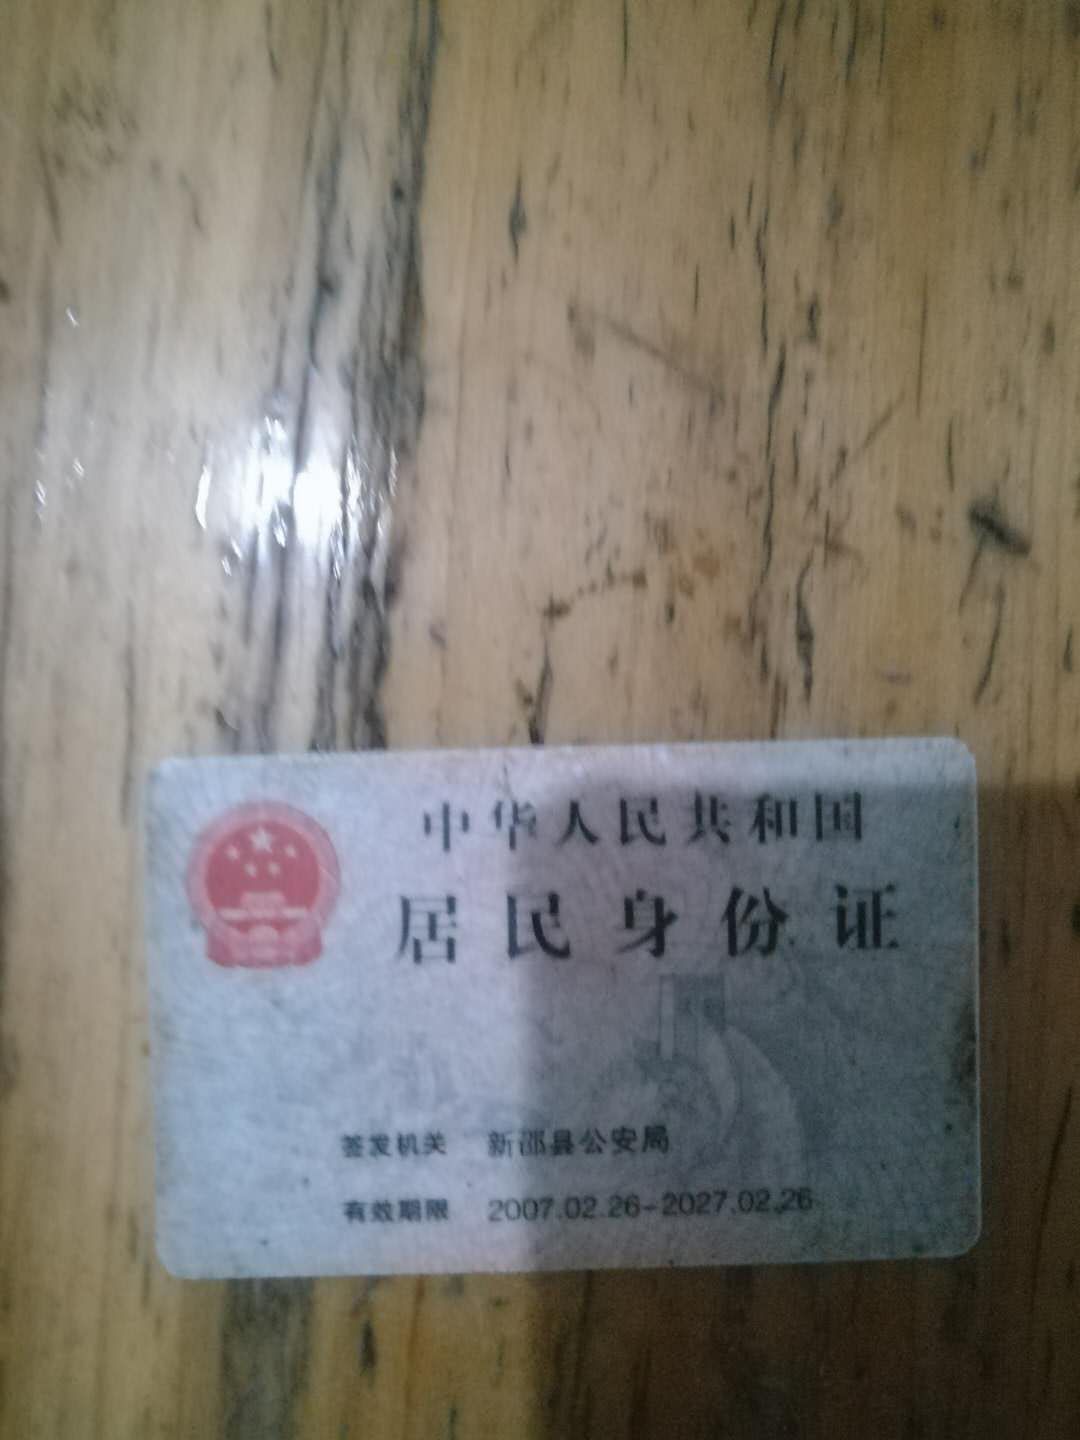 中华人民共和国
居民身份证
签发机关 新邵县公安局
有效期限 2007.02.26-2027.02.26